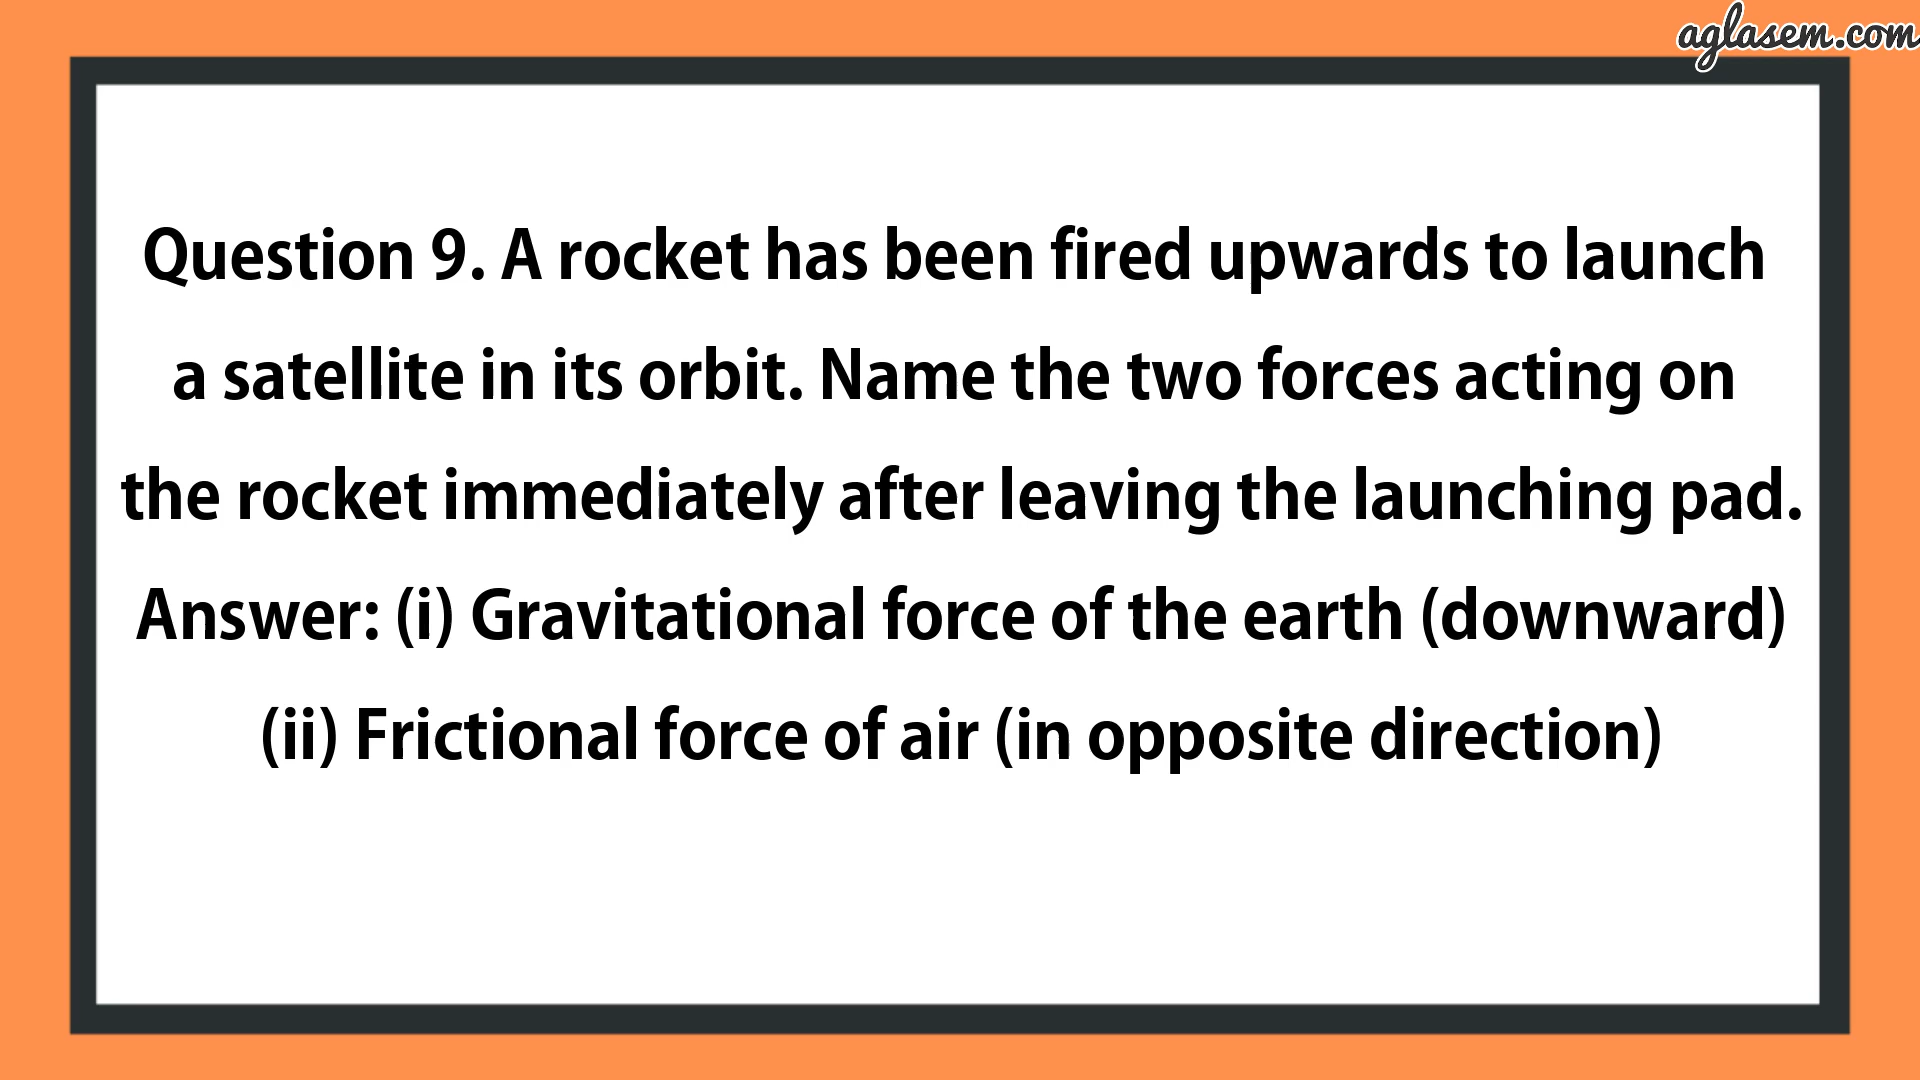 aglasem.com
Question 9. A rocket has been fired upwards to launch
a satellite in its orbit. Name the two forces acting on
the rocket immediately after leaving the launching pad.
Answer: (i) Gravitational force of the earth (downward)
(ii) Frictional force of air (in opposite direction)